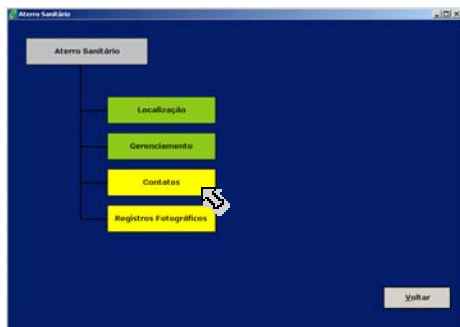 Aterro Sanitário
Aterro Sanitário
Localização
Gerenciamento
Contatos
Registros Fotográficos
Voltar